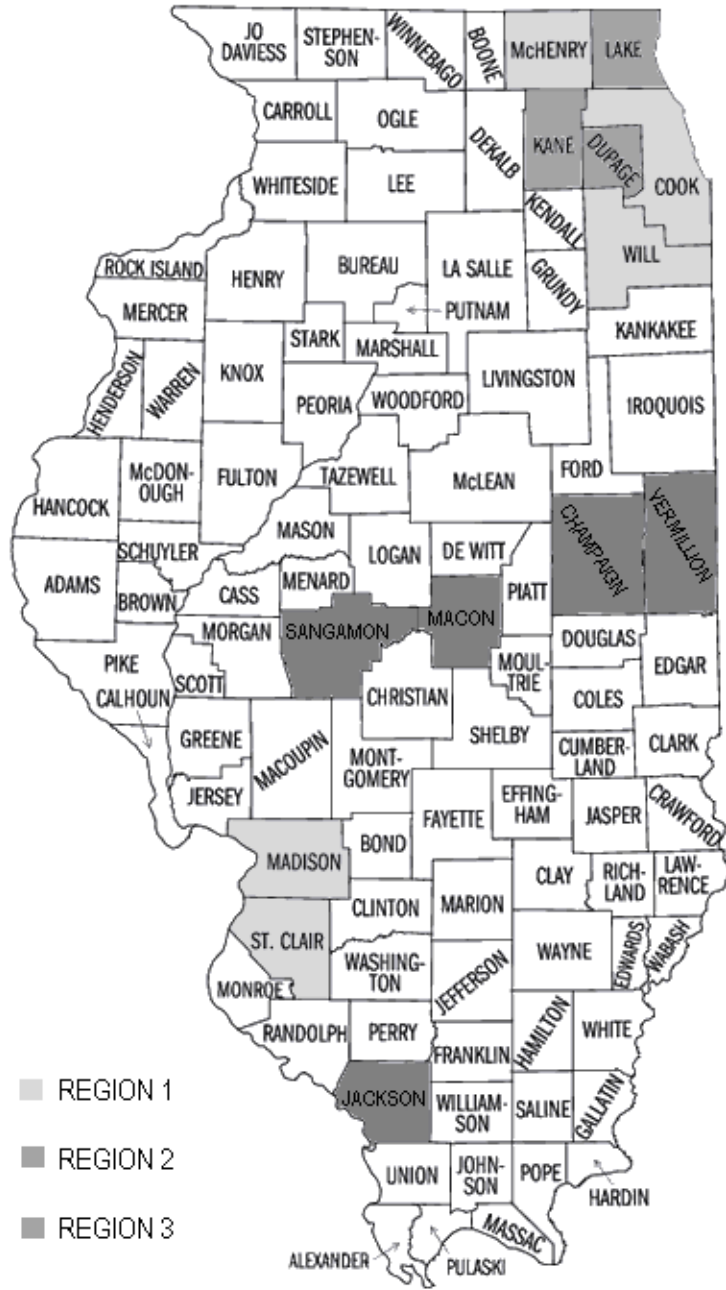 JO
DAVIESS
STEPHEN-
SON
WINNEBAGO
BOONE
McHENRY
LAKE
CARROLL
OGLE
DEKALB
KANE
DUPAGE
COOK
WHITESIDE
LEE
KENDALL
WILL
ROCK ISLAND
HENRY
BUREAU
LA SALLE
GRUNDY
MERCER
PUTNAM
KANKAKEE
STARK
MARSHALL
HENDERSON
WARREN
KNOX
PEORIA
WOODFORD
LIVINGSTON
IROQUOIS
HANCOCK
McDON-
OUGH
FULTON
TAZEWELL
McLEAN
FORD
CHAMPAIGN
VERMILLION
SCHUYLER
MASON
LOGAN
DE WITT
ADAMS
BROWN
CASS
MENARD
PIATT
MORGAN
SANGAMON
MACON
DOUGLAS
EDGAR
PIKE
SCOTT
CHRISTIAN
MOUL-
TRIE
COLES
CALHOUN
GREENE
MACOUPIN
MONT-
GOMERY
SHELBY
CUMBER-
LAND
CLARK
JERSEY
FAYETTE
EFFING-
HAM
JASPER
CRAWFORD
MADISON
BOND
CLAY
RICH-
LAND
LAW-
RENCE
CLINTON
MARION
ST. CLAIR
WASHING-
TON
JEFFERSON
WAYNE
EDWARDS
WABASH
MONROE
RANDOLPH
PERRY
FRANKLIN
HAMILTON
WHITE
JACKSON
WILLIAM-
SON
SALINE
GALLATIN
UNION
JOHN-
SON
POPE
HARDIN
ALEXANDER
PULASKI
MASSAC
REGION 1
REGION 2
REGION 3